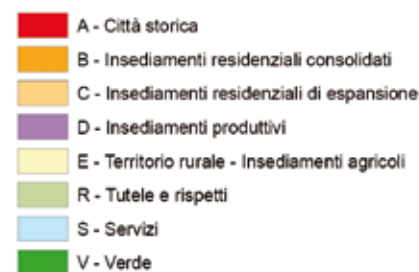 A - Città storica
B - Insediamenti residenziali consolidati
C - Insediamenti residenziali di espansione
D - Insediamenti produttivi
E - Territorio rurale - Insediamenti agricoli
R - Tutele e rispetti
S - Servizi
V - Verde